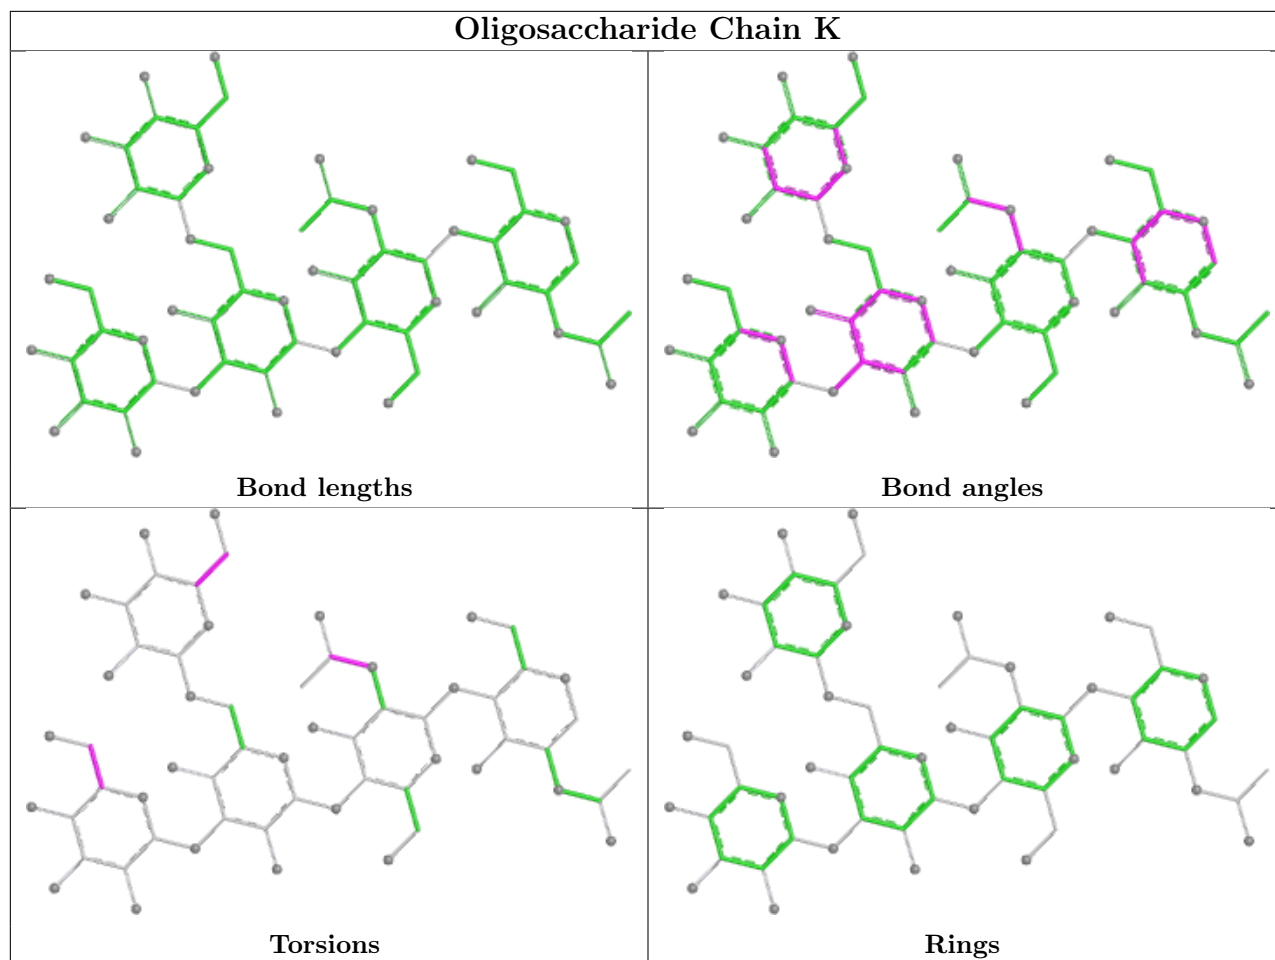 Oligosaccharide Chain K
Bond lengths
Bond angles
Torsions
Rings